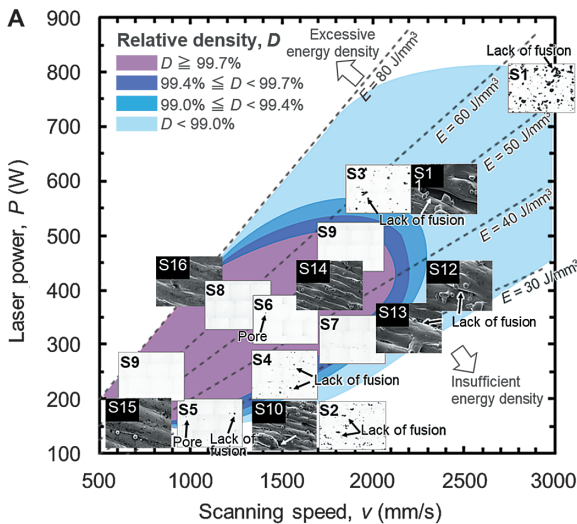 A
Relative density, D
D ≧ 99.7%
99.4% ≦ D < 99.7%
99.0% ≦ D < 99.4%
D < 99.0%
Excessive
energy density
E = 80 J/mm³
E = 60 J/mm³
E = 50 J/mm³
E = 40 J/mm³
E = 30 J/mm³
Lack of fusion
S1
S3
Lack of fusion
S1
1
S9
S16
S14
S12
Lack of fusion
S8
S6
Pore
S7
S13
S9
S4
Lack of fusion
Insufficient
energy density
S15
S5
Pore
Lack of
fusion
S10
S2
Lack of fusion
Laser power, P (W)
900
800
700
600
500
400
300
200
100
500
1000
1500
2000
2500
3000
Scanning speed, v (mm/s)